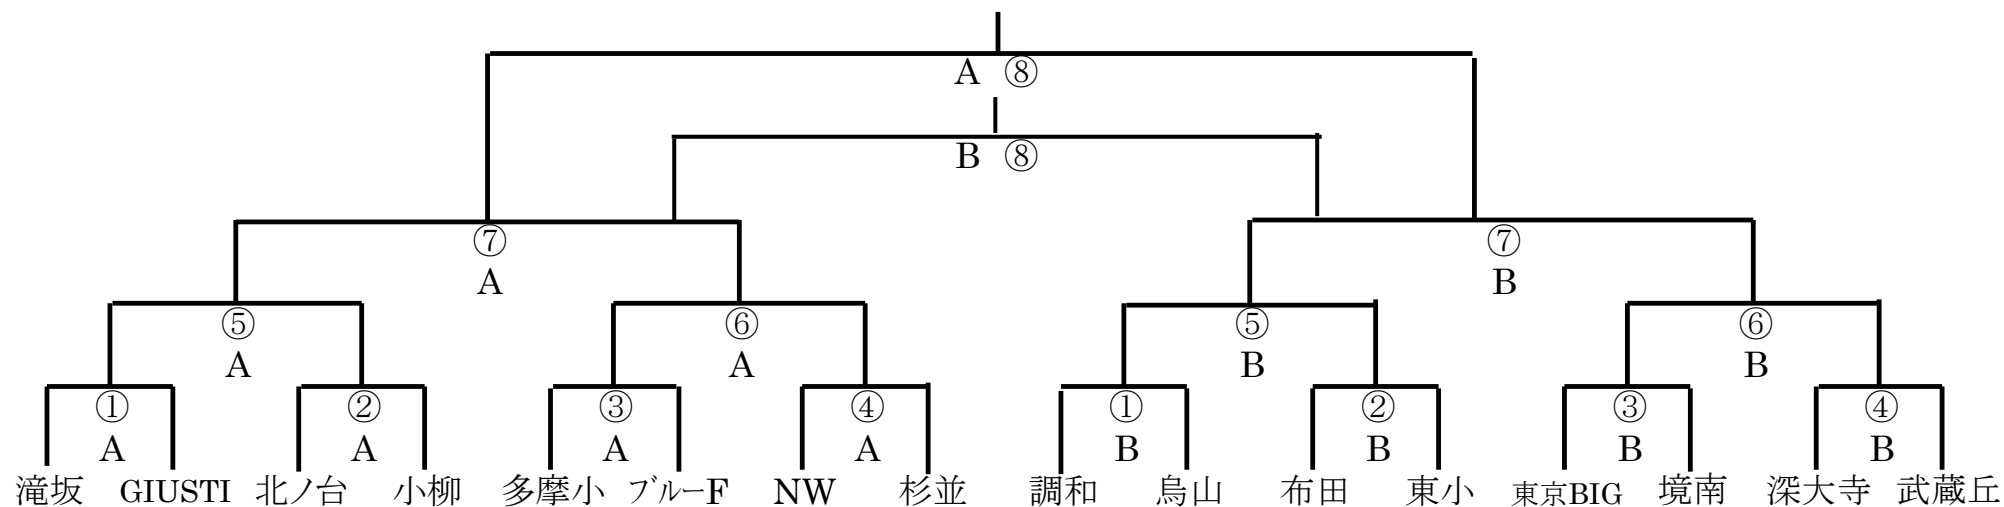 A ⑧
B ⑧
⑦ ⑦
A B
⑤ ⑥ ⑤ ⑥
A A B B
① ② ③ ④ ① ② ③ ④
A A A A B B B B
滝坂 GIUSTI 北ノ台 小柳 多摩小 ブルーF NW 杉並 調和 烏山 布田 東小 東京BIG 境南 深大寺 武蔵丘